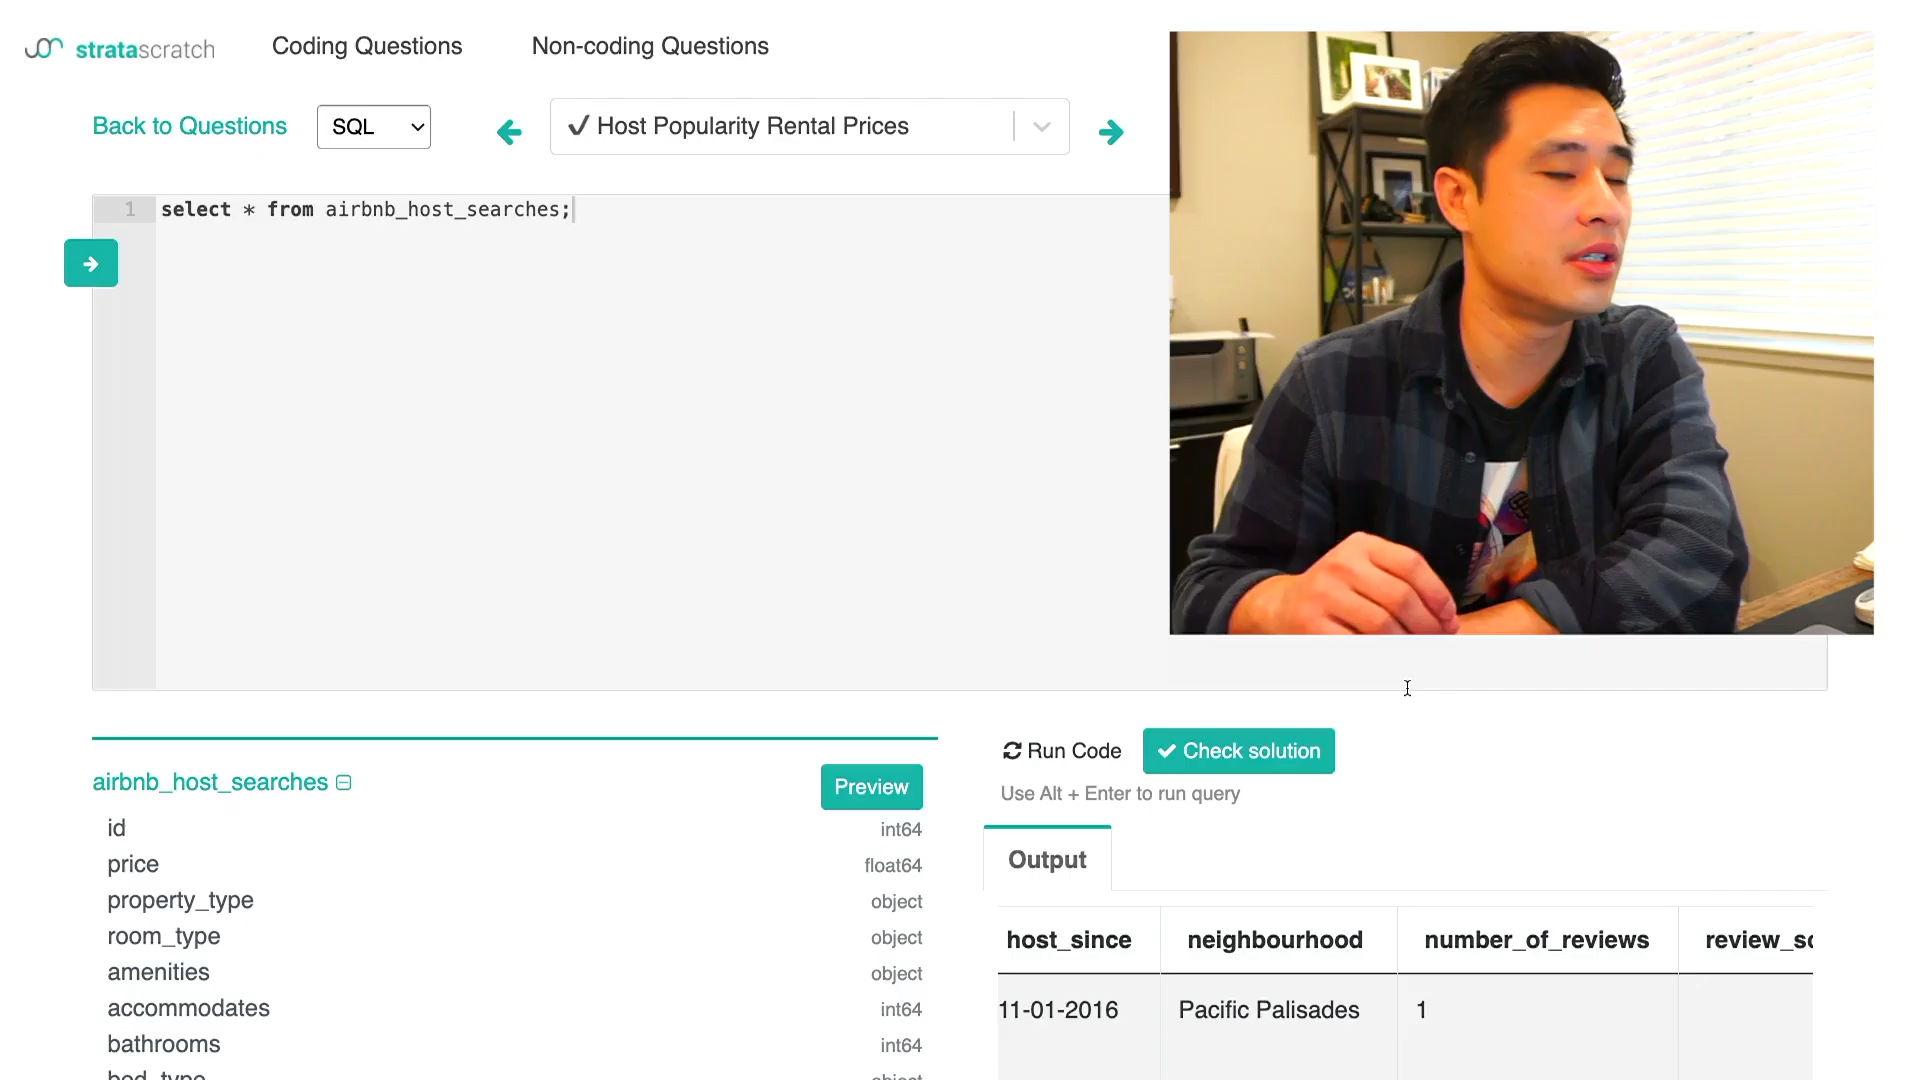 stratascratch
Coding Questions
Non-coding Questions
Back to Questions
SQL
Host Popularity Rental Prices
1
select * from airbnb_host_searches;
airbnb_host_searches
Preview
id
int64
price
float64
property_type
object
room_type
object
amenities
object
accommodates
int64
bathrooms
int64
Run Code
Check solution
Use Alt + Enter to run query
Output
host_since
neighbourhood
number_of_reviews
11-01-2016
Pacific Palisades
1